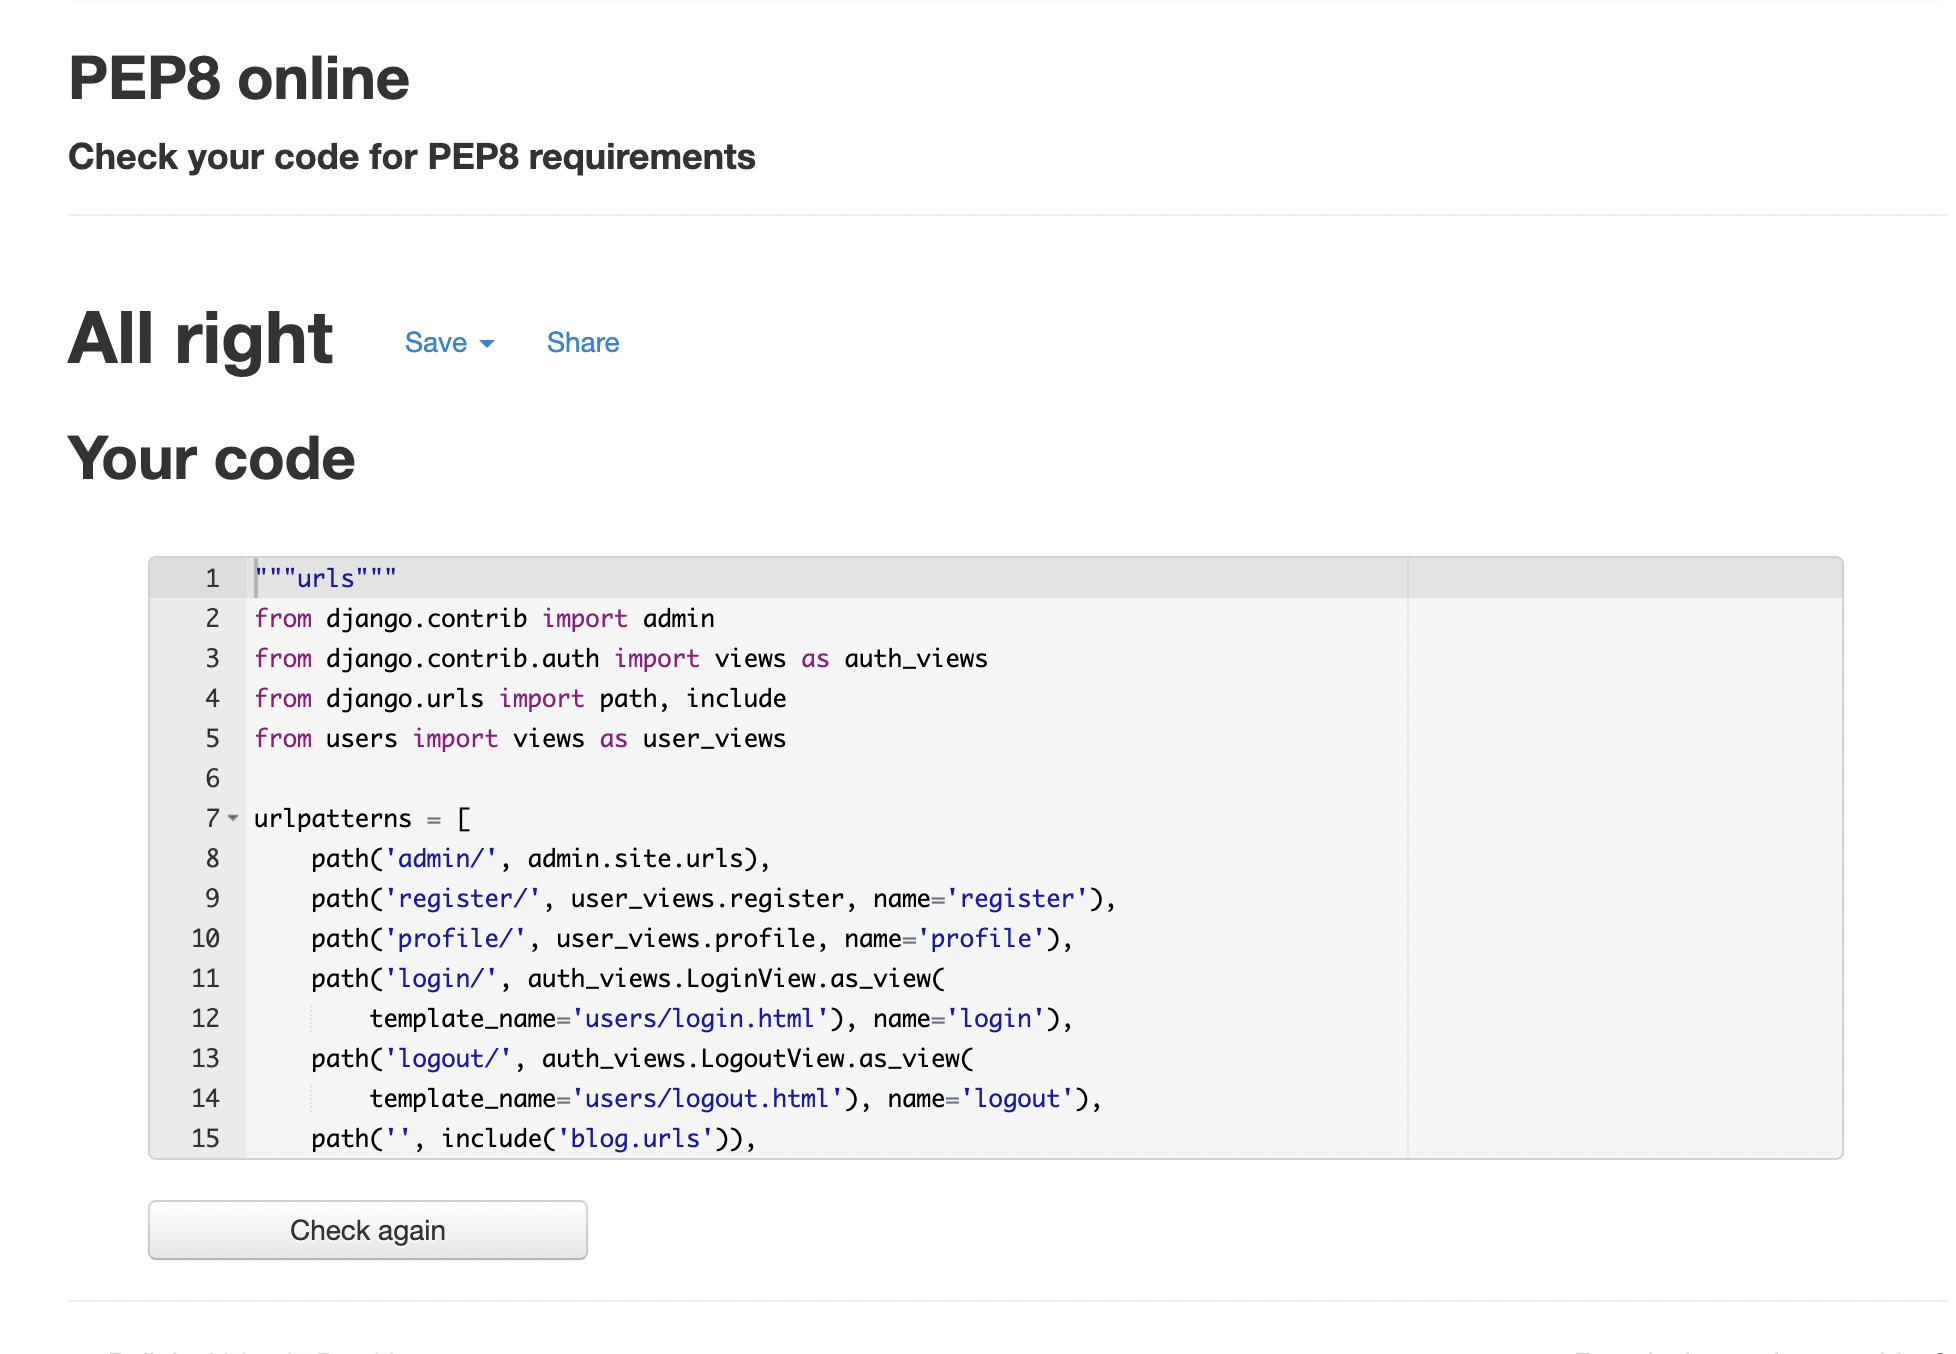 PEP8 online
Check your code for PEP8 requirements
All right Save Share
Your code
1 """urls"""
2 from django.contrib import admin
3 from django.contrib.auth import views as auth_views
4 from django.urls import path, include
5 from users import views as user_views
6
7 urlpatterns = [
8 path('admin/', admin.site.urls),
9 path('register/', user_views.register, name='register'),
10 path('profile/', user_views.profile, name='profile'),
11 path('login/', auth_views.LoginView.as_view(
12 template_name='users/login.html'), name='login'),
13 path('logout/', auth_views.LogoutView.as_view(
14 template_name='users/logout.html'), name='logout'),
15 path('', include('blog.urls')),
Check again